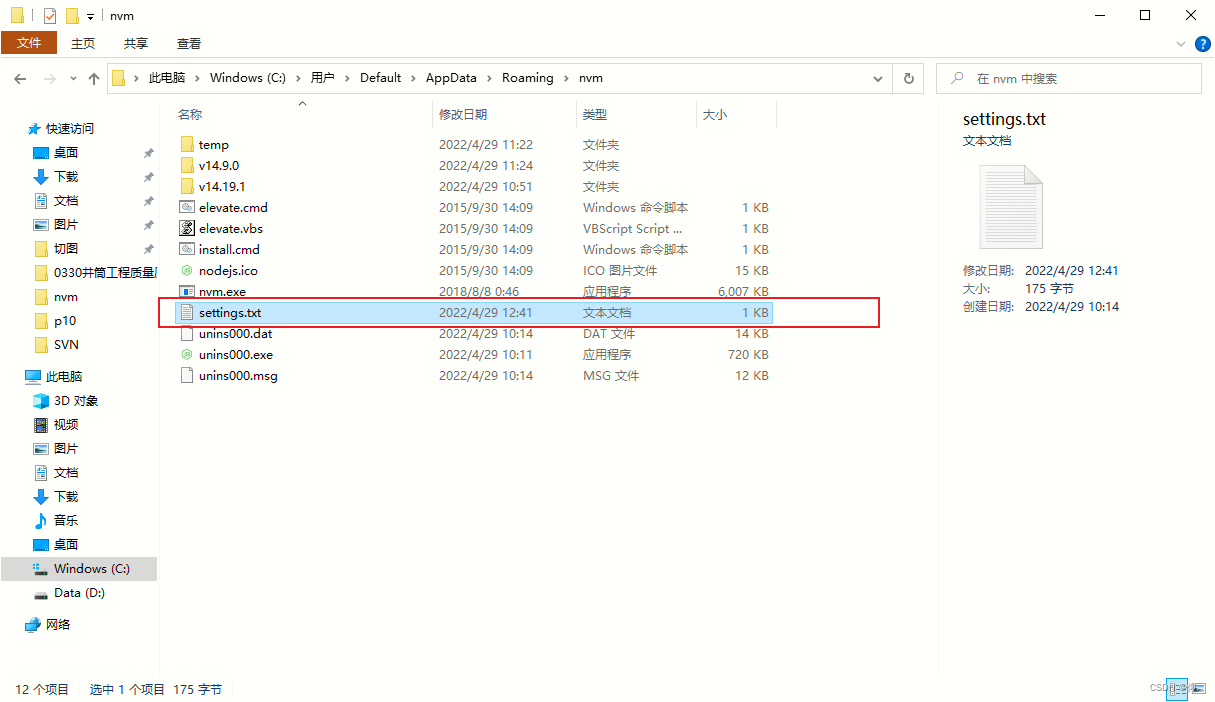 nvm
文件 主页 共享 查看
此电脑 Windows (C:) 用户 Default AppData Roaming nvm
在 nvm 中搜索
名称 修改日期 类型 大小
temp 2022/4/29 11:22 文件夹
v14.9.0 2022/4/29 11:24 文件夹
v14.19.1 2022/4/29 10:51 文件夹
elevate.cmd 2015/9/30 14:09 Windows 命令脚本 1 KB
elevate.vbs 2015/9/30 14:09 VBScript Script ... 1 KB
install.cmd 2015/9/30 14:09 Windows 命令脚本 1 KB
nodejs.ico 2015/9/30 14:09 ICO 图片文件 15 KB
nvm.exe 2018/8/8 0:46 应用程序 6,007 KB
settings.txt 2022/4/29 12:41 文本文档 1 KB
unins000.dat 2022/4/29 10:14 DAT 文件 14 KB
unins000.exe 2022/4/29 10:11 应用程序 720 KB
unins000.msg 2022/4/29 10:14 MSG 文件 12 KB
快速访问
桌面
下载
文档
图片
切图
0330井筒工程质量
nvm
p10
SVN
此电脑
3D 对象
视频
图片
文档
下载
音乐
桌面
Windows (C:)
Data (D:)
网络
settings.txt
文本文档
修改日期: 2022/4/29 12:41
大小: 175 字节
创建日期: 2022/4/29 10:14
12 个项目 选中 1 个项目 175 字节